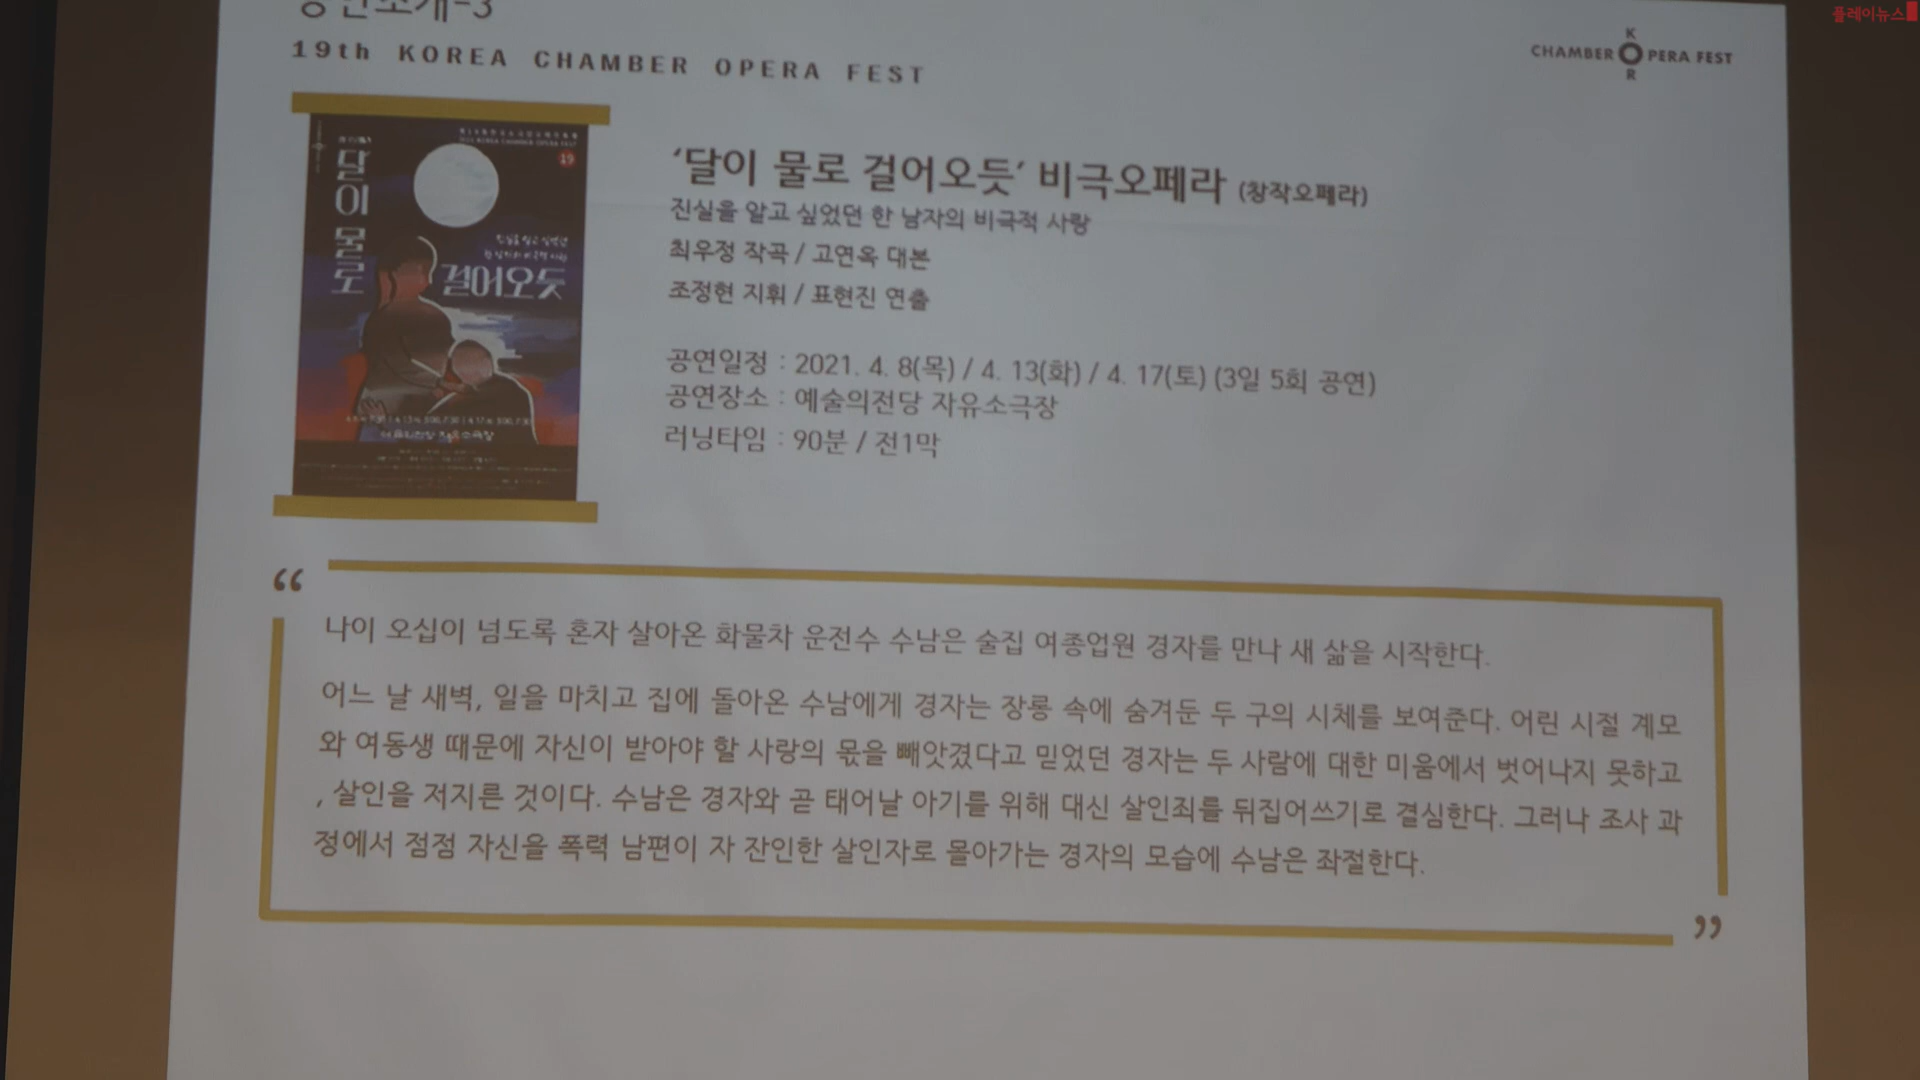 공연소개-3
플레이뉴스
19th KOREA CHAMBER OPERA FEST
KOR
CHAMBER OPERA FEST
달이 물로
걸어오듯
19
'달이 물로 걸어오듯' 비극오페라 (창작오페라)
진실을 알고 싶었던 한 남자의 비극적 사랑
최우정 작곡 / 고연옥 대본
조정현 지휘 / 표현진 연출
공연일정 : 2021. 4. 8(목) / 4. 13(화) / 4. 17(토) (3일 5회 공연)
공연장소 : 예술의전당 자유소극장
러닝타임 : 90분 / 전1막
“
나이 오십이 넘도록 혼자 살아온 화물차 운전수 수남은 술집 여종업원 경자를 만나 새 삶을 시작한다.
어느 날 새벽, 일을 마치고 집에 돌아온 수남에게 경자는 장롱 속에 숨겨둔 두 구의 시체를 보여준다. 어린 시절 계모
와 여동생 때문에 자신이 받아야 할 사랑의 몫을 빼앗겼다고 믿었던 경자는 두 사람에 대한 미움에서 벗어나지 못하고
, 살인을 저지른 것이다. 수남은 경자와 곧 태어날 아기를 위해 대신 살인죄를 뒤집어쓰기로 결심한다. 그러나 조사 과
정에서 점점 자신을 폭력 남편이 자 잔인한 살인자로 몰아가는 경자의 모습에 수남은 좌절한다.
”